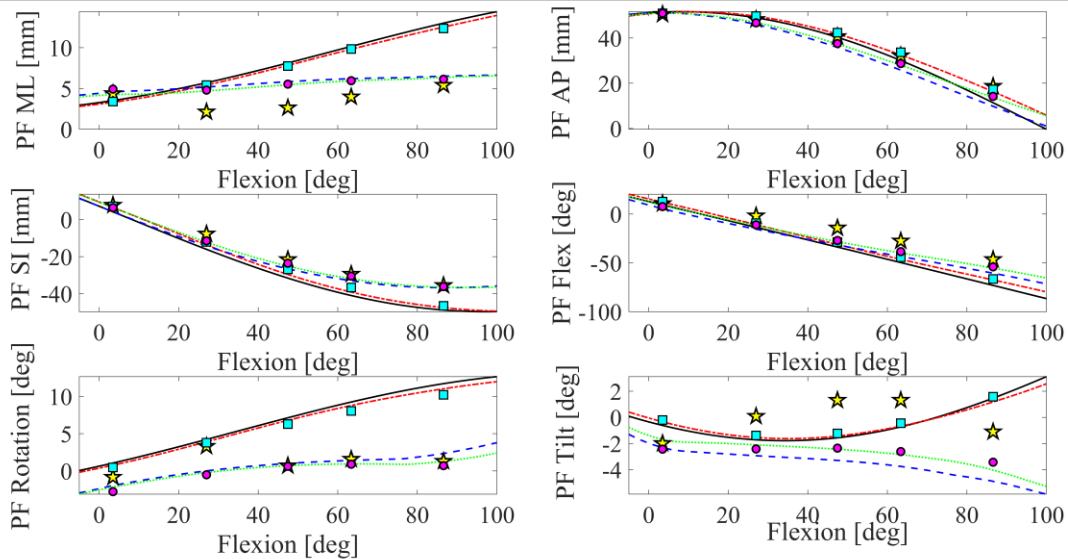 PF ML [mm]
10
5
0
0 20 40 60 80 100
Flexion [deg]
PF AP [mm]
40
20
0
0 20 40 60 80 100
Flexion [deg]
PF SI [mm]
0
-20
-40
0 20 40 60 80 100
Flexion [deg]
PF Flex [deg]
0
-50
-100
0 20 40 60 80 100
Flexion [deg]
PF Rotation [deg]
10
5
0
0 20 40 60 80 100
Flexion [deg]
PF Tilt [deg]
2
0
-2
-4
0 20 40 60 80 100
Flexion [deg]